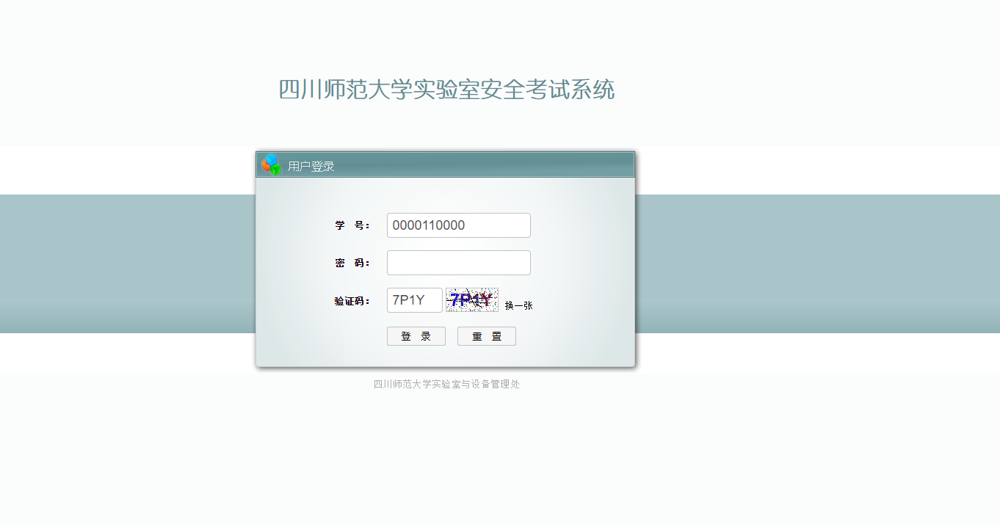 四川师范大学实验室安全考试系统
用户登录
学 号： 0000110000
密 码：
验证码： 7P1Y 7P1Y 换一张
登 录 重 置
四川师范大学实验室与设备管理处